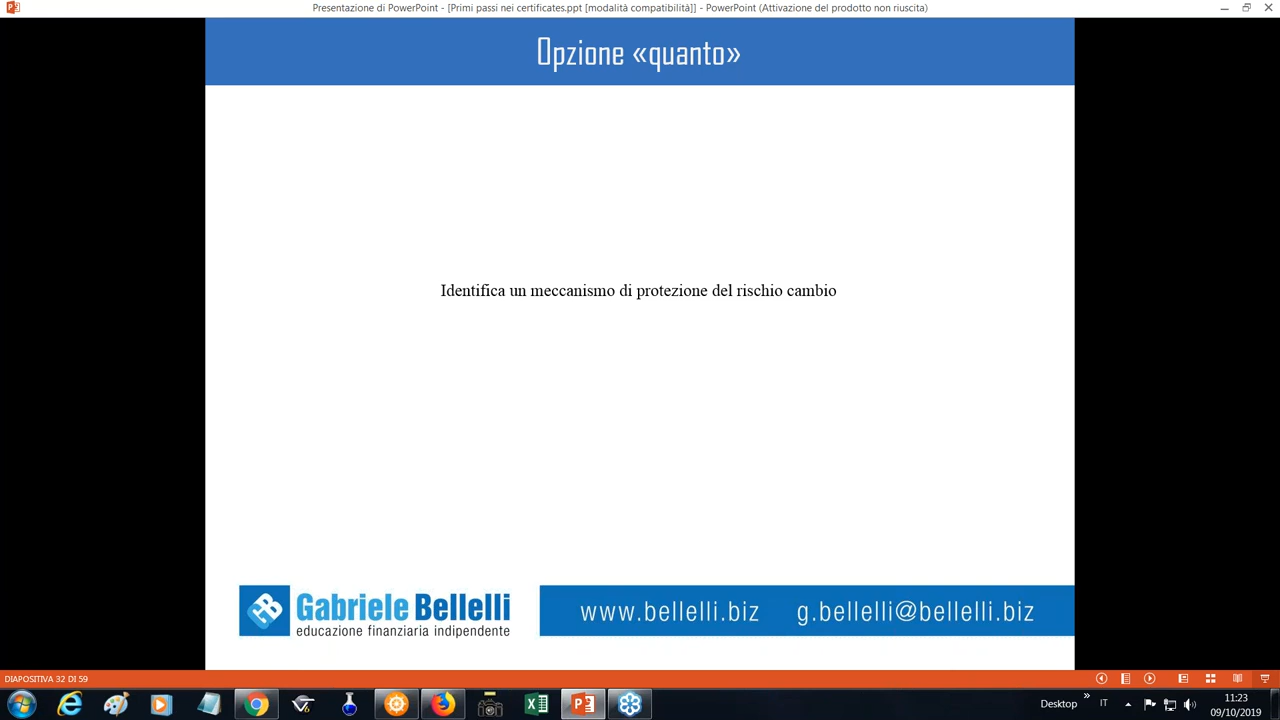 Presentazione di PowerPoint - [Primi passi nei certificates.ppt [modalità compatibilità]] - PowerPoint (Attivazione del prodotto non riuscita)
Opzione «quanto»
Identifica un meccanismo di protezione del rischio cambio
Gabriele Bellelli
educazione finanziaria indipendente
www.bellelli.biz g.bellelli@bellelli.biz
DIAPOSITIVA 32 DI 59
Desktop
IT
11:23
09/10/2019